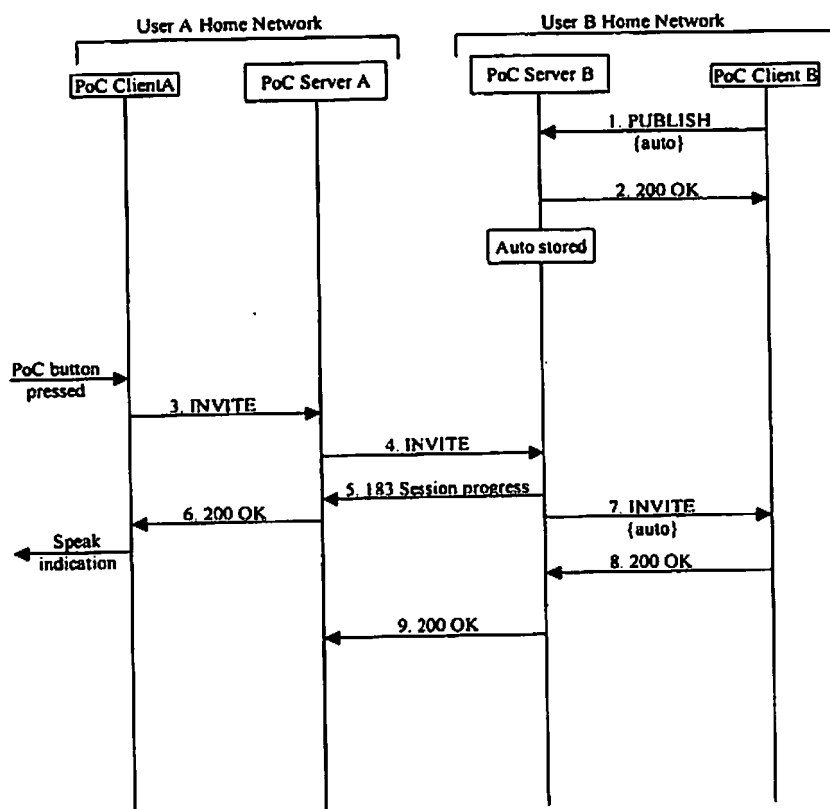 User A Home Network
User B Home Network
PoC ClientA
PoC Server A
PoC Server B
PoC Client B
1. PUBLISH
{auto}
2. 200 OK
Auto stored
PoC button
pressed
3. INVITE
4. INVITE
5. 183 Session progress
6. 200 OK
7. INVITE
{auto}
Speak
indication
8. 200 OK
9. 200 OK